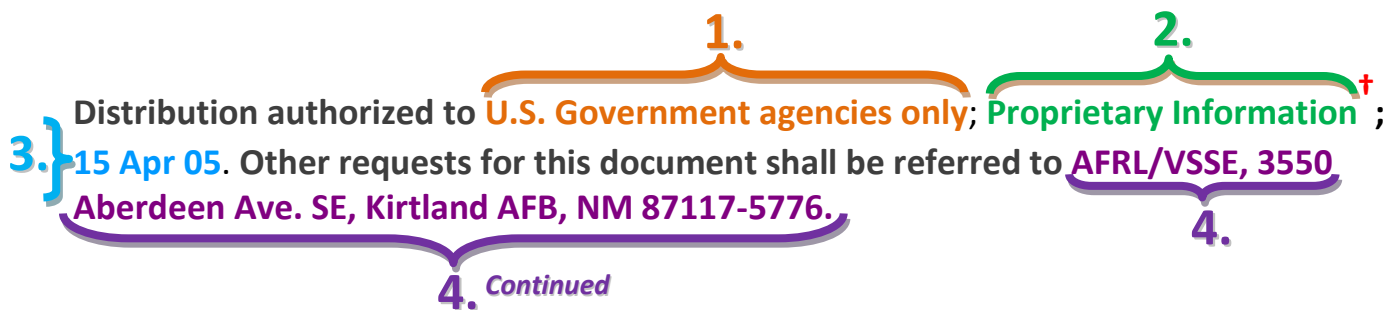 1.
2.
Distribution authorized to U.S. Government agencies only; Proprietary Information† ;
3.
15 Apr 05. Other requests for this document shall be referred to AFRL/VSSE, 3550
Aberdeen Ave. SE, Kirtland AFB, NM 87117-5776.
4.
4. Continued